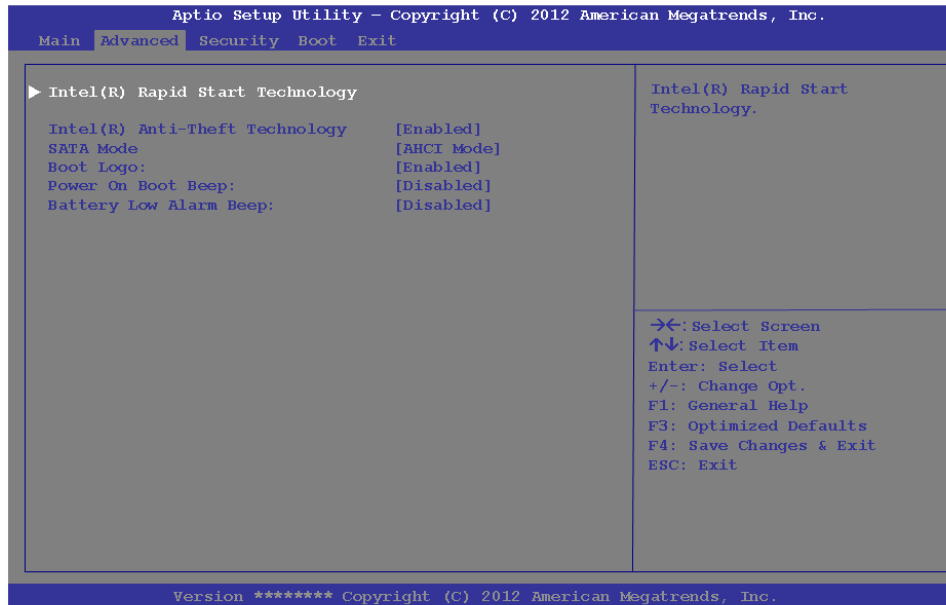 Aptio Setup Utility – Copyright (C) 2012 American Megatrends, Inc.
Main Advanced Security Boot Exit
▶ Intel(R) Rapid Start Technology
Intel(R) Anti-Theft Technology [Enabled]
SATA Mode [AHCI Mode]
Boot Logo: [Enabled]
Power On Boot Beep: [Disabled]
Battery Low Alarm Beep: [Disabled]
Intel(R) Rapid Start
Technology.
→←: Select Screen
↑↓: Select Item
Enter: Select
+/-: Change Opt.
F1: General Help
F3: Optimized Defaults
F4: Save Changes & Exit
ESC: Exit
Version ******** Copyright (C) 2012 American Megatrends, Inc.